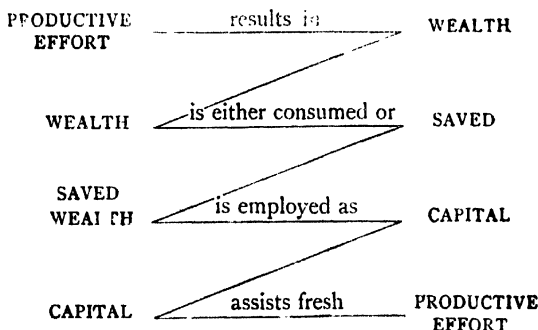 PRODUCTIVE EFFORT results in WEALTH
WEALTH is either consumed or SAVED
SAVED WEALTH is employed as CAPITAL
CAPITAL assists fresh PRODUCTIVE EFFORT